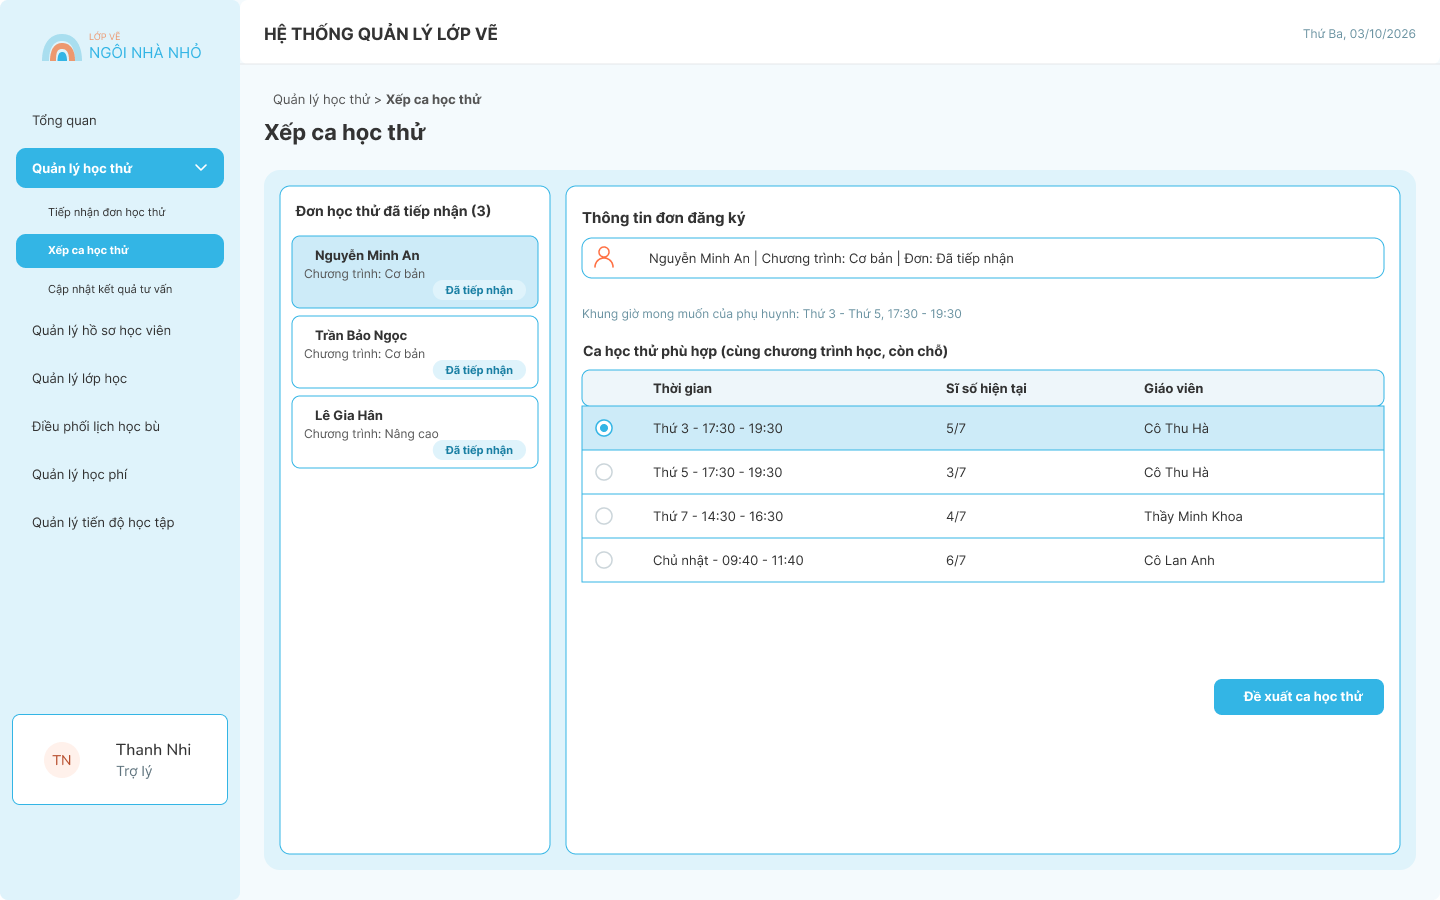 LỚP VẼ
NGÔI NHÀ NHỎ
Tổng quan
Quản lý học thử
Tiếp nhận đơn học thử
Xếp ca học thử
Cập nhật kết quả tư vấn
Quản lý hồ sơ học viên
Quản lý lớp học
Điều phối lịch học bù
Quản lý học phí
Quản lý tiến độ học tập
TN
Thanh Nhi
Trợ lý
HỆ THỐNG QUẢN LÝ LỚP VẼ
Thứ Ba, 03/10/2026
Quản lý học thử > Xếp ca học thử
Xếp ca học thử
Đơn học thử đã tiếp nhận (3)
Nguyễn Minh An
Chương trình: Cơ bản
Đã tiếp nhận
Trần Bảo Ngọc
Chương trình: Cơ bản
Đã tiếp nhận
Lê Gia Hân
Chương trình: Nâng cao
Đã tiếp nhận
Thông tin đơn đăng ký
Nguyễn Minh An | Chương trình: Cơ bản | Đơn: Đã tiếp nhận
Khung giờ mong muốn của phụ huynh: Thứ 3 - Thứ 5, 17:30 - 19:30
Ca học thử phù hợp (cùng chương trình học, còn chỗ)
Thời gian Sĩ số hiện tại Giáo viên
Thứ 3 - 17:30 - 19:30 5/7 Cô Thu Hà
Thứ 5 - 17:30 - 19:30 3/7 Cô Thu Hà
Thứ 7 - 14:30 - 16:30 4/7 Thầy Minh Khoa
Chủ nhật - 09:40 - 11:40 6/7 Cô Lan Anh
Đề xuất ca học thử